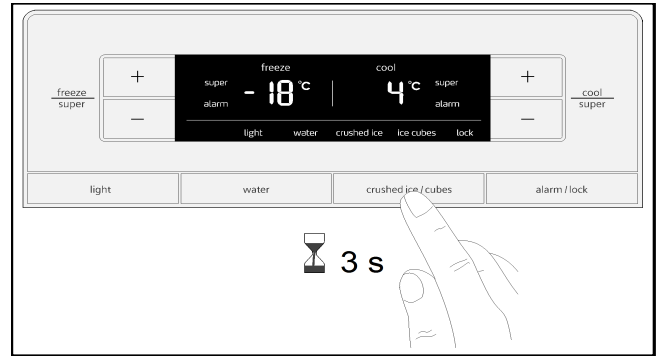 freeze
super
+
−
freeze cool
super -18 °C 4 °C super
alarm alarm
light water crushed ice ice cubes lock
+
−
cool
super
light water crushed ice / cubes alarm / lock
3 s